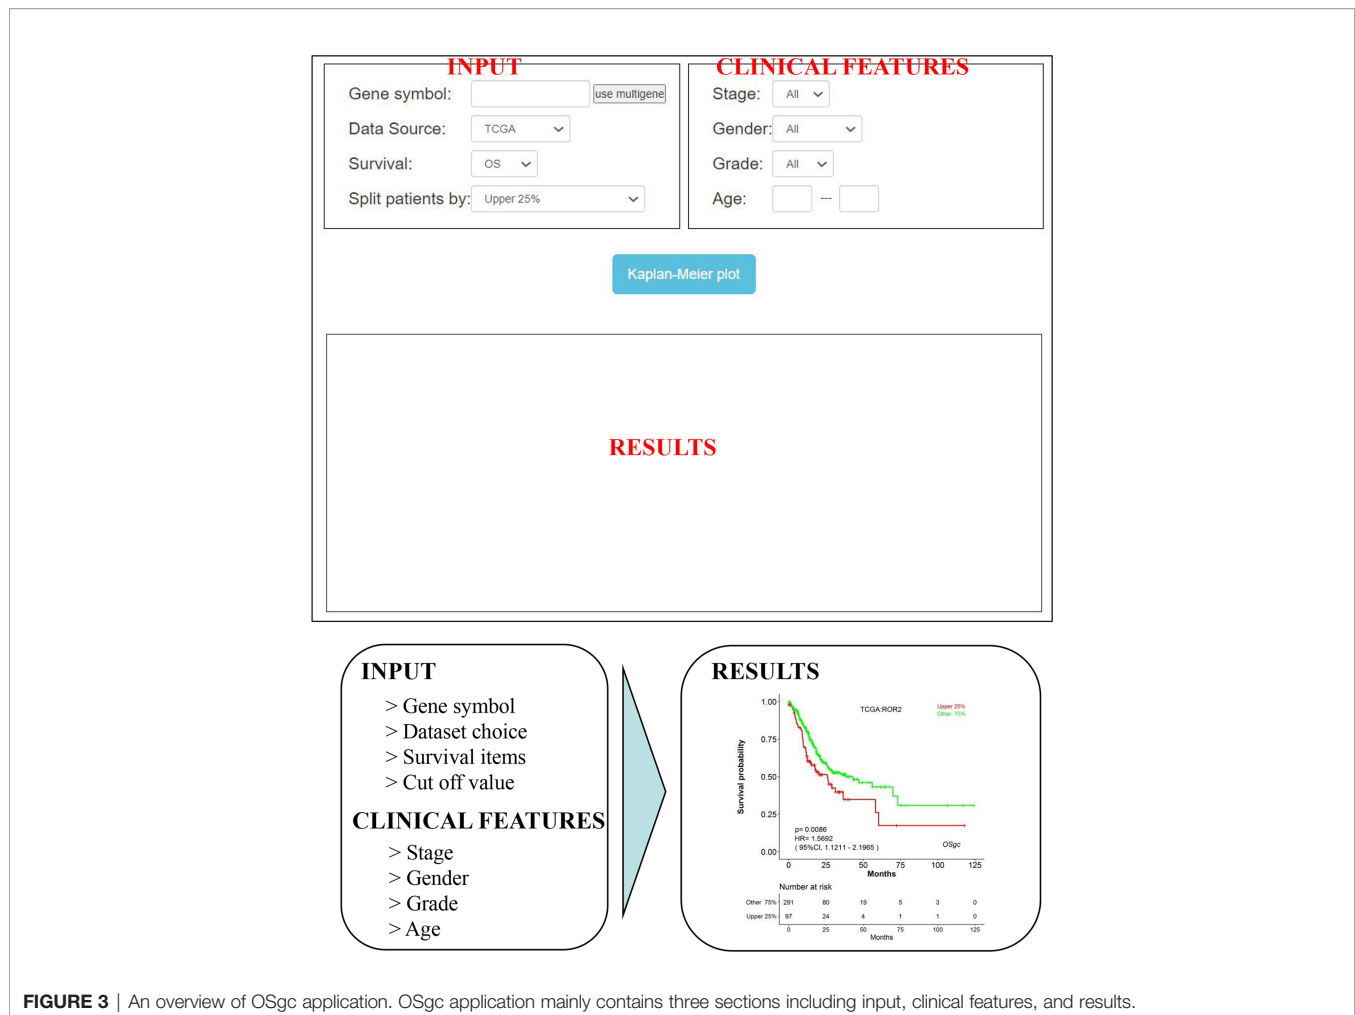 INPUT
Gene symbol: use multigene
Data Source: TCGA
Survival: OS
Split patients by: Upper 25%
CLINICAL FEATURES
Stage: All
Gender: All
Grade: All
Age: ---
Kaplan-Meier plot
RESULTS
INPUT
> Gene symbol
> Dataset choice
> Survival items
> Cut off value
CLINICAL FEATURES
> Stage
> Gender
> Grade
> Age
RESULTS
TCGA:ROR2
Upper 25%
Other 75%
Survival probability
1.00
0.75
0.50
0.25
0.00
p= 0.0086
HR= 1.5692
( 95%CI, 1.1211 - 2.1965 )
OSgc
0 25 50 75 100 125
Months
Number at risk
Other 75% 291 80 19 5 3 0
Upper 25% 97 24 4 1 1 0
0 25 50 75 100 125
Months
FIGURE 3 | An overview of OSgc application. OSgc application mainly contains three sections including input, clinical features, and results.